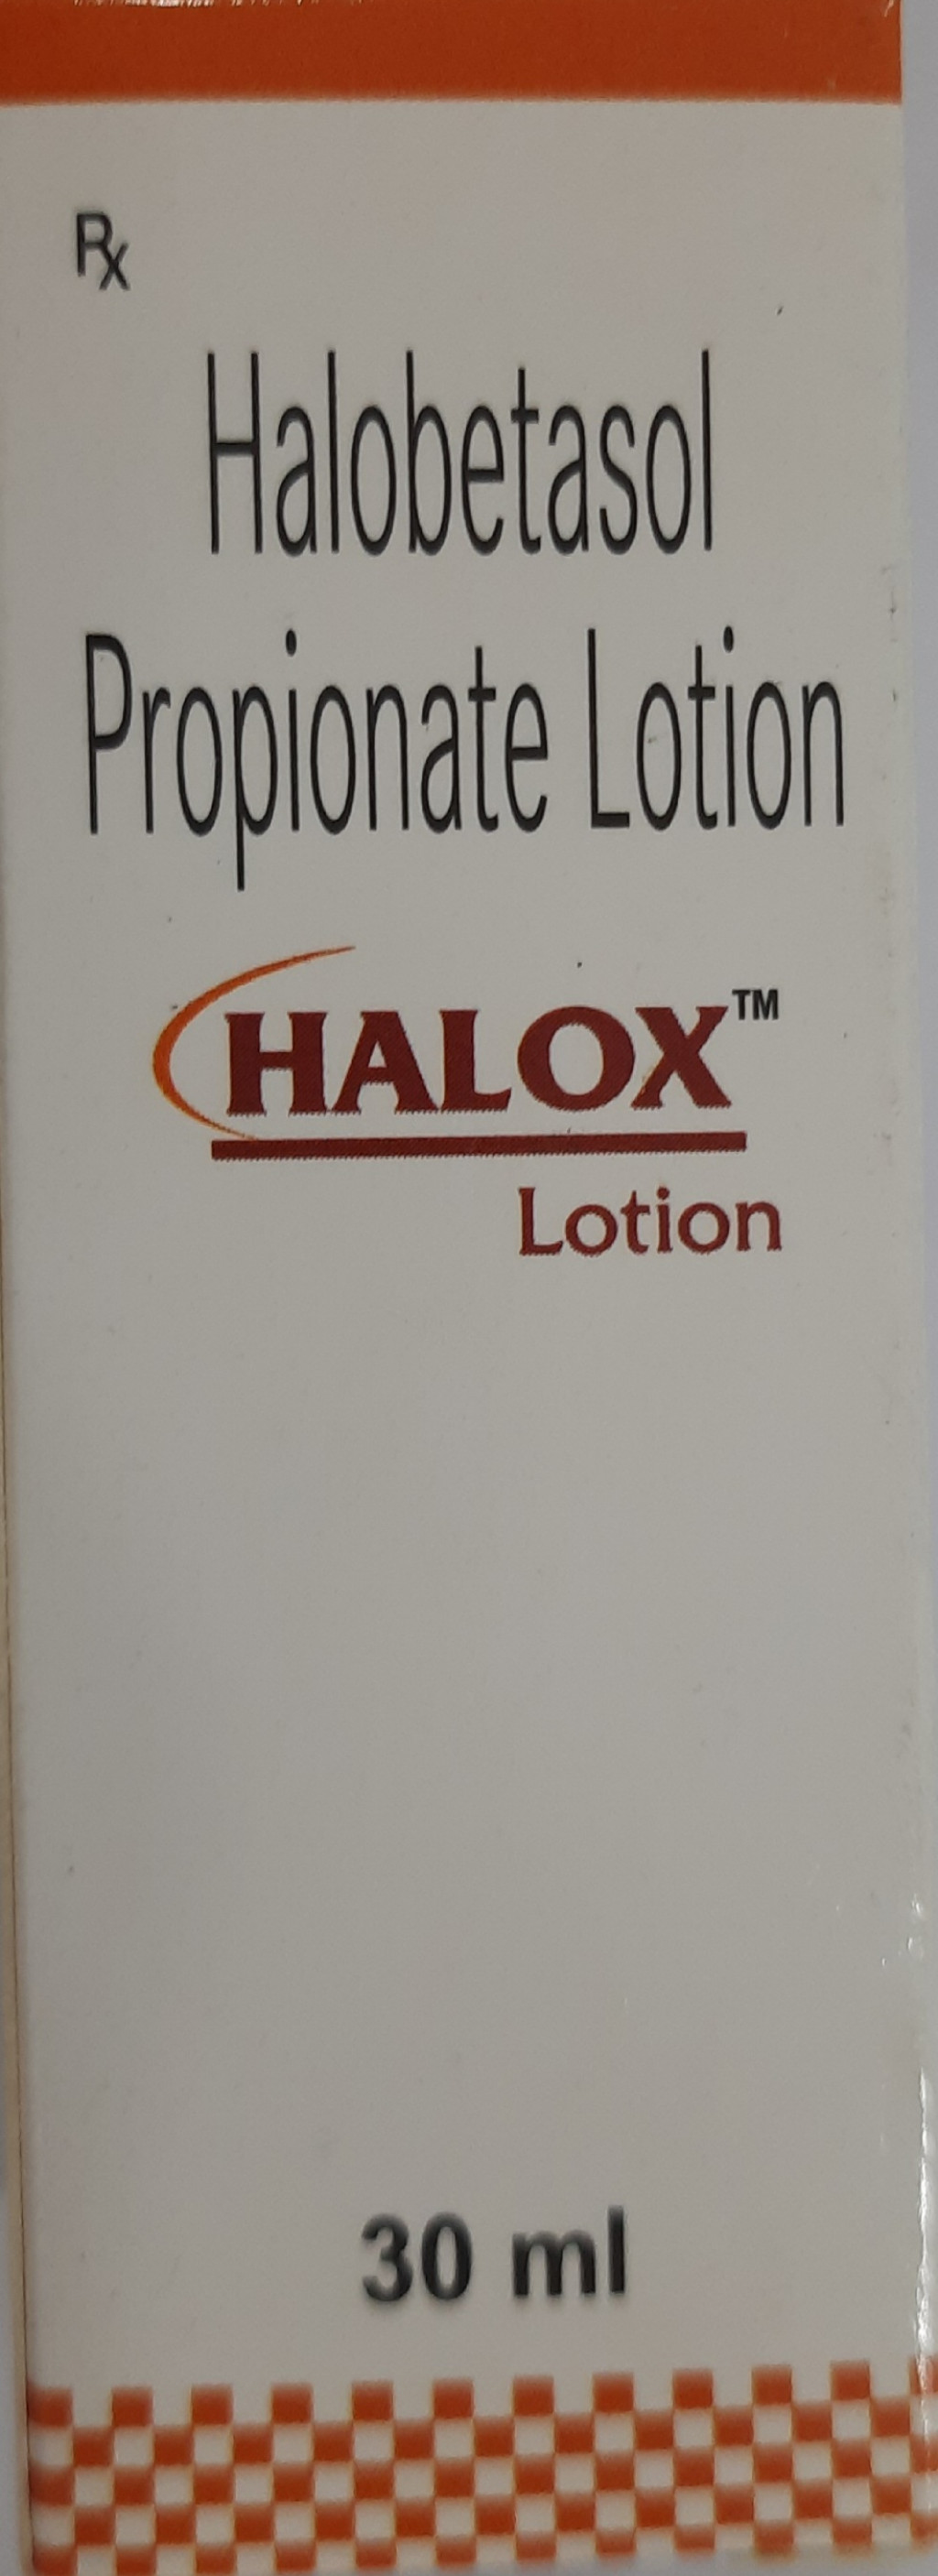 Rx
Halobetasol
Propionate Lotion
HALOX™
Lotion
30 ml